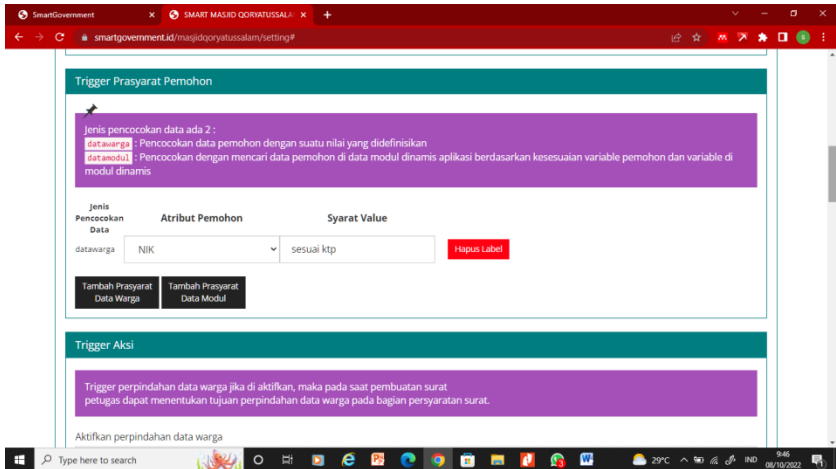 SmartGovernment
SMART MASJID QORYATUSSALA
smartgovernment.id/masjidqoryatussalam/setting#
Trigger Prasyarat Pemohon
Jenis pencocokan data ada 2 :
datawarga : Pencocokan data pemohon dengan suatu nilai yang didefinisikan
datamodul : Pencocokan dengan mencari data pemohon di data modul dinamis aplikasi berdasarkan kesesuaian variable pemohon dan variable di
modul dinamis
Jenis
Pencocokan
Data
Atribut Pemohon
Syarat Value
datawarga
NIK
sesuai ktp
Hapus Label
Tambah Prasyarat
Data Warga
Tambah Prasyarat
Data Modul
Trigger Aksi
Trigger perpindahan data warga jika di aktifkan, maka pada saat pembuatan surat
petugas dapat menentukan tujuan perpindahan data warga pada bagian persyaratan surat.
Aktifkan perpindahan data warga
Type here to search
29°C
IND
9:46
08/10/2022